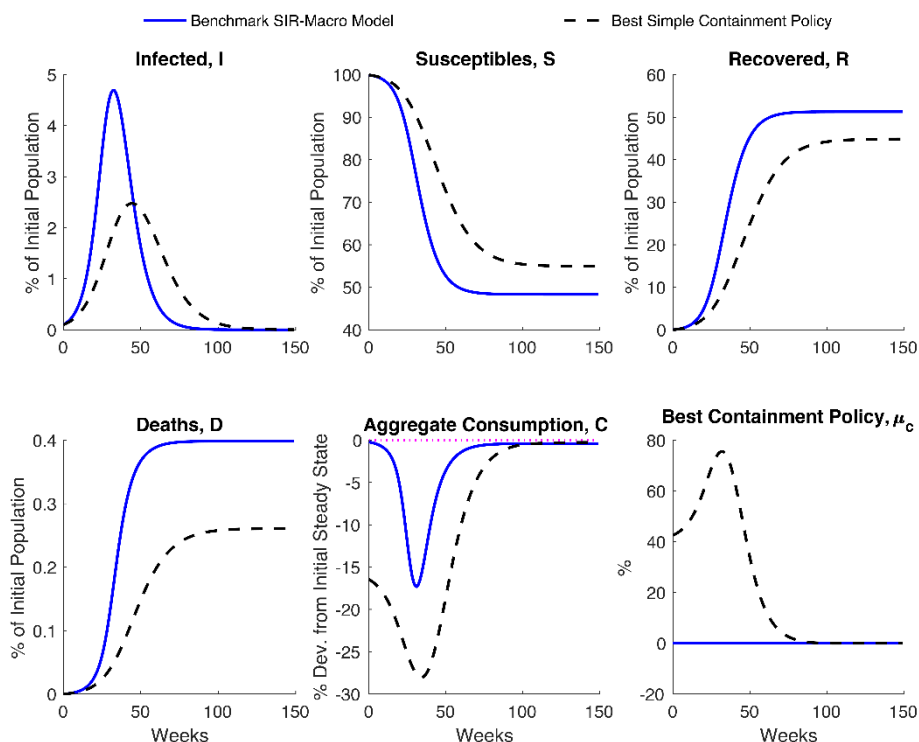 Benchmark SIR-Macro Model
Best Simple Containment Policy
Infected, I
Susceptibles, S
Recovered, R
% of Initial Population
5
4
3
2
1
0
0 50 100 150
% of Initial Population
100
90
80
70
60
50
40
0 50 100 150
% of Initial Population
60
50
40
30
20
10
0
0 50 100 150
Deaths, D
Aggregate Consumption, C
Best Containment Policy, μc
% of Initial Population
0.4
0.3
0.2
0.1
0
0 50 100 150
Weeks
% Dev. from Initial Steady State
0
-5
-10
-15
-20
-25
-30
0 50 100 150
Weeks
%
80
60
40
20
0
-20
0 50 100 150
Weeks